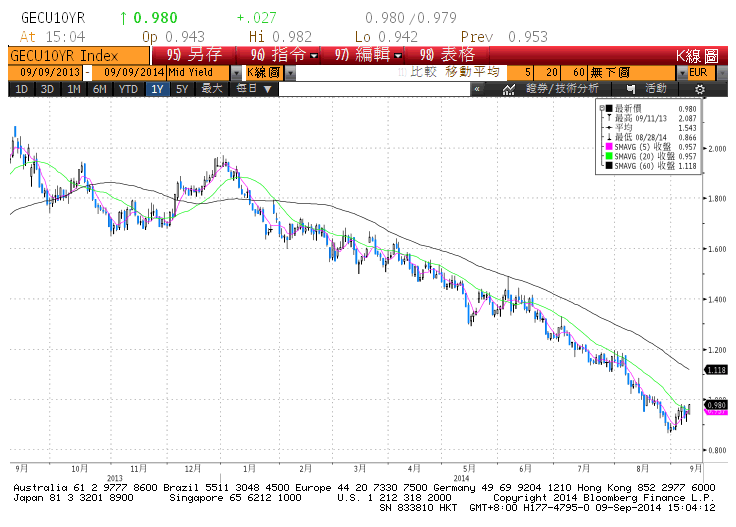 GECU10YR ↑ 0.980 +.027 0.980 /0.979
At 15:04 Op 0.943 Hi 0.982 Lo 0.942 Prev 0.953
GECU10YR Index 95) 另存 96) 指令 97) 編輯 98) 表格 K線圖
09/09/2013 - 09/09/2014 Mid Yield K線圖 比較 移動平均 5 20 60 無下圖 EUR
1D 3D 1M 6M YTD 1Y 5Y 最大 每日 ▼ « 證券/技術分析 活動
最新價 0.980
最高 09/11/13 2.087
平均 1.543
最低 08/28/14 0.866
SMAVG (5) 收盤 0.957
SMAVG (20) 收盤 0.957
SMAVG (60) 收盤 1.118
2.000
1.800
1.600
1.400
1.200
1.118
1.000
0.980
0.957
0.800
9月 10月 11月 12月 1月 2月 3月 4月 5月 6月 7月 8月 9月
2013 2014
Australia 61 2 9777 8600 Brazil 5511 3048 4500 Europe 44 20 7330 7500 Germany 49 69 9204 1210 Hong Kong 852 2977 6000
Japan 81 3 3201 8900 Singapore 65 6212 1000 U.S. 1 212 318 2000 Copyright 2014 Bloomberg Finance L.P.
SN 833810 HKT GMT+8:00 H177-4795-0 09-Sep-2014 15:04:12